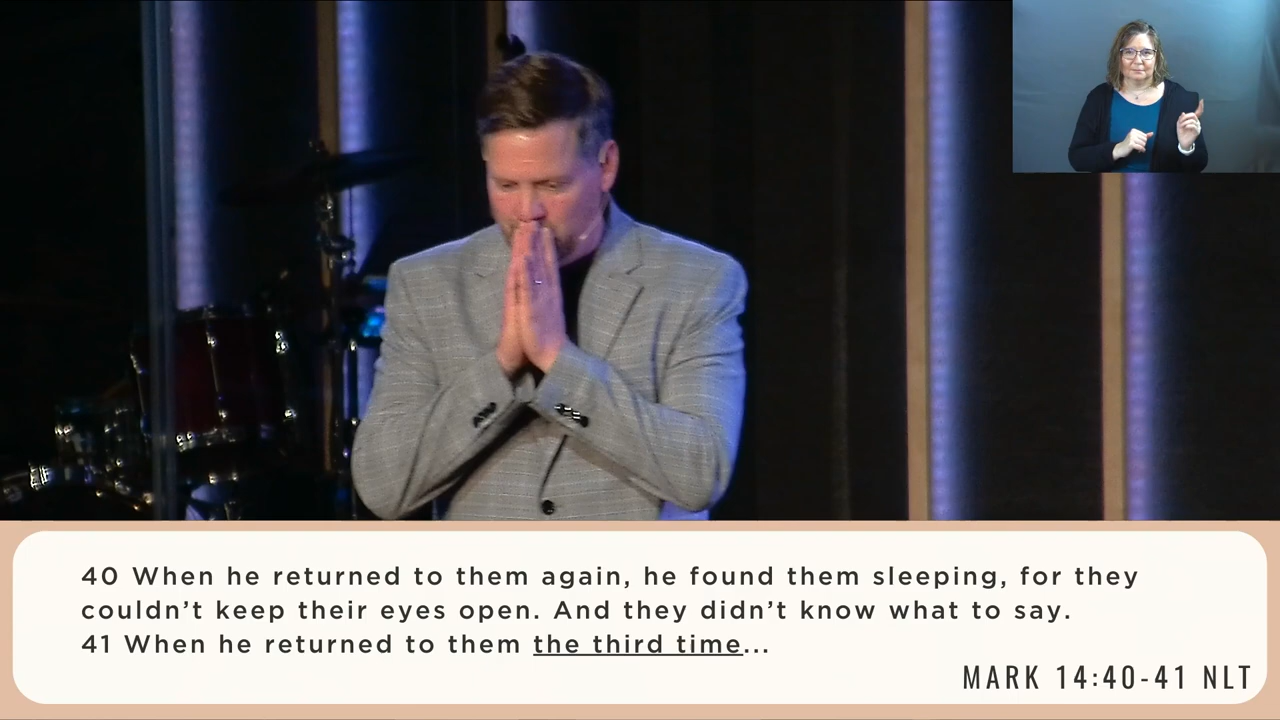 40 When he returned to them again, he found them sleeping, for they
couldn’t keep their eyes open. And they didn’t know what to say.
41 When he returned to them the third time...
MARK 14:40-41 NLT